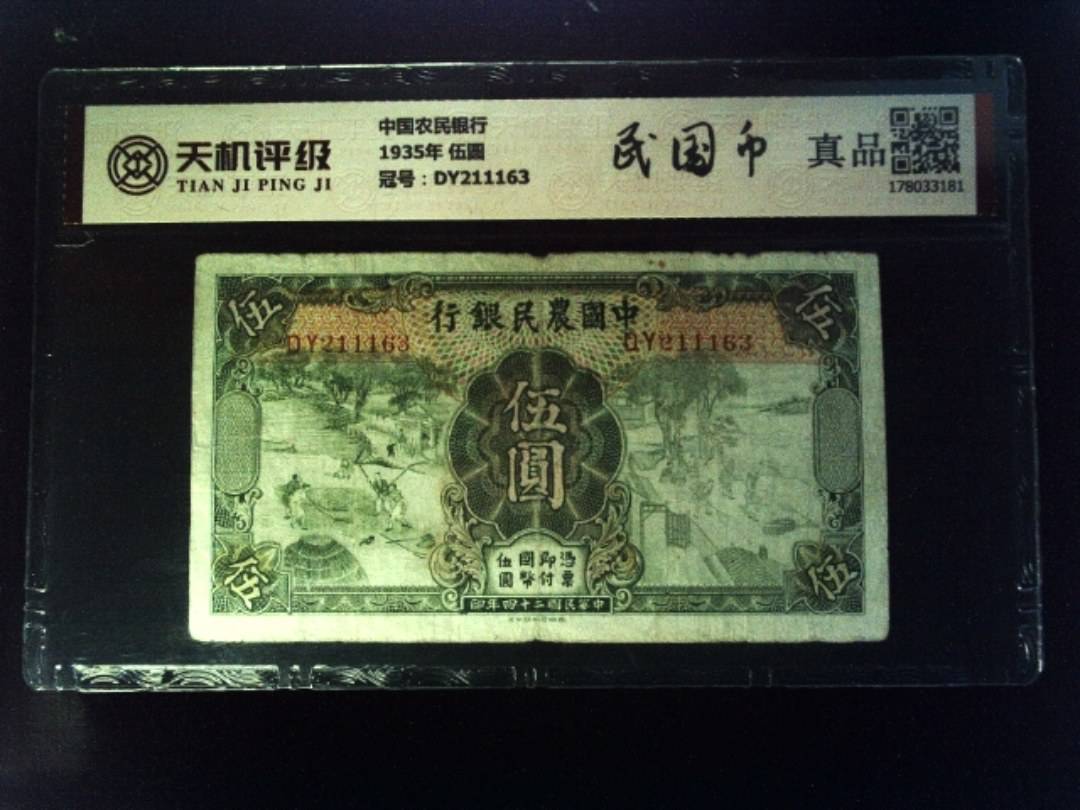 天机评级
TIAN JI PING JI
中国农民银行
1935年 伍圆
冠号：DY211163
民国币
真品
178033181
伍
行銀民農國中
伍
DY211163
DY211163
伍
圓
伍國即憑
圓幣付票
伍
伍
印年四十二國民華中